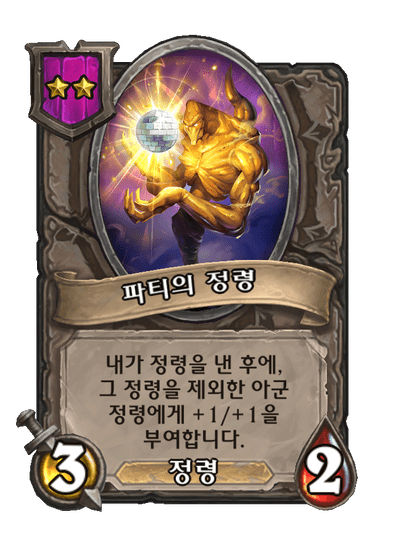 파티의 정령
내가 정령을 낸 후에,
그 정령을 제외한 아군
정령에게 +1/+1을
부여합니다.
3
정령
2